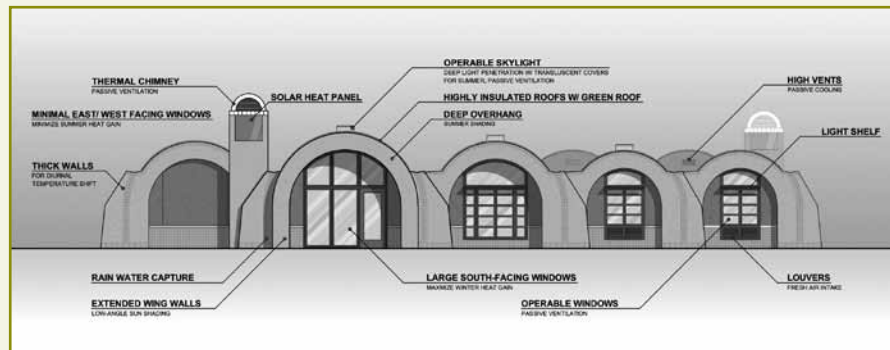 OPERABLE SKYLIGHT
DEEP LIGHT PENETRATION W/ TRANSLUSCENT COVERS
FOR SUMMER, PASSIVE VENTILATION
THERMAL CHIMNEY
PASSIVE VENTILATION
HIGH VENTS
PASSIVE COOLING
SOLAR HEAT PANEL
HIGHLY INSULATED ROOFS W/ GREEN ROOF
MINIMAL EAST/ WEST FACING WINDOWS
MINIMIZE SUMMER HEAT GAIN
DEEP OVERHANG
SUMMER SHADING
LIGHT SHELF
THICK WALLS
FOR DIURNAL
TEMPERATURE SHIFT
RAIN WATER CAPTURE
LARGE SOUTH-FACING WINDOWS
MAXIMIZE WINTER HEAT GAIN
LOUVERS
FRESH AIR INTAKE
EXTENDED WING WALLS
LOW-ANGLE SUN SHADING
OPERABLE WINDOWS
PASSIVE VENTILATION